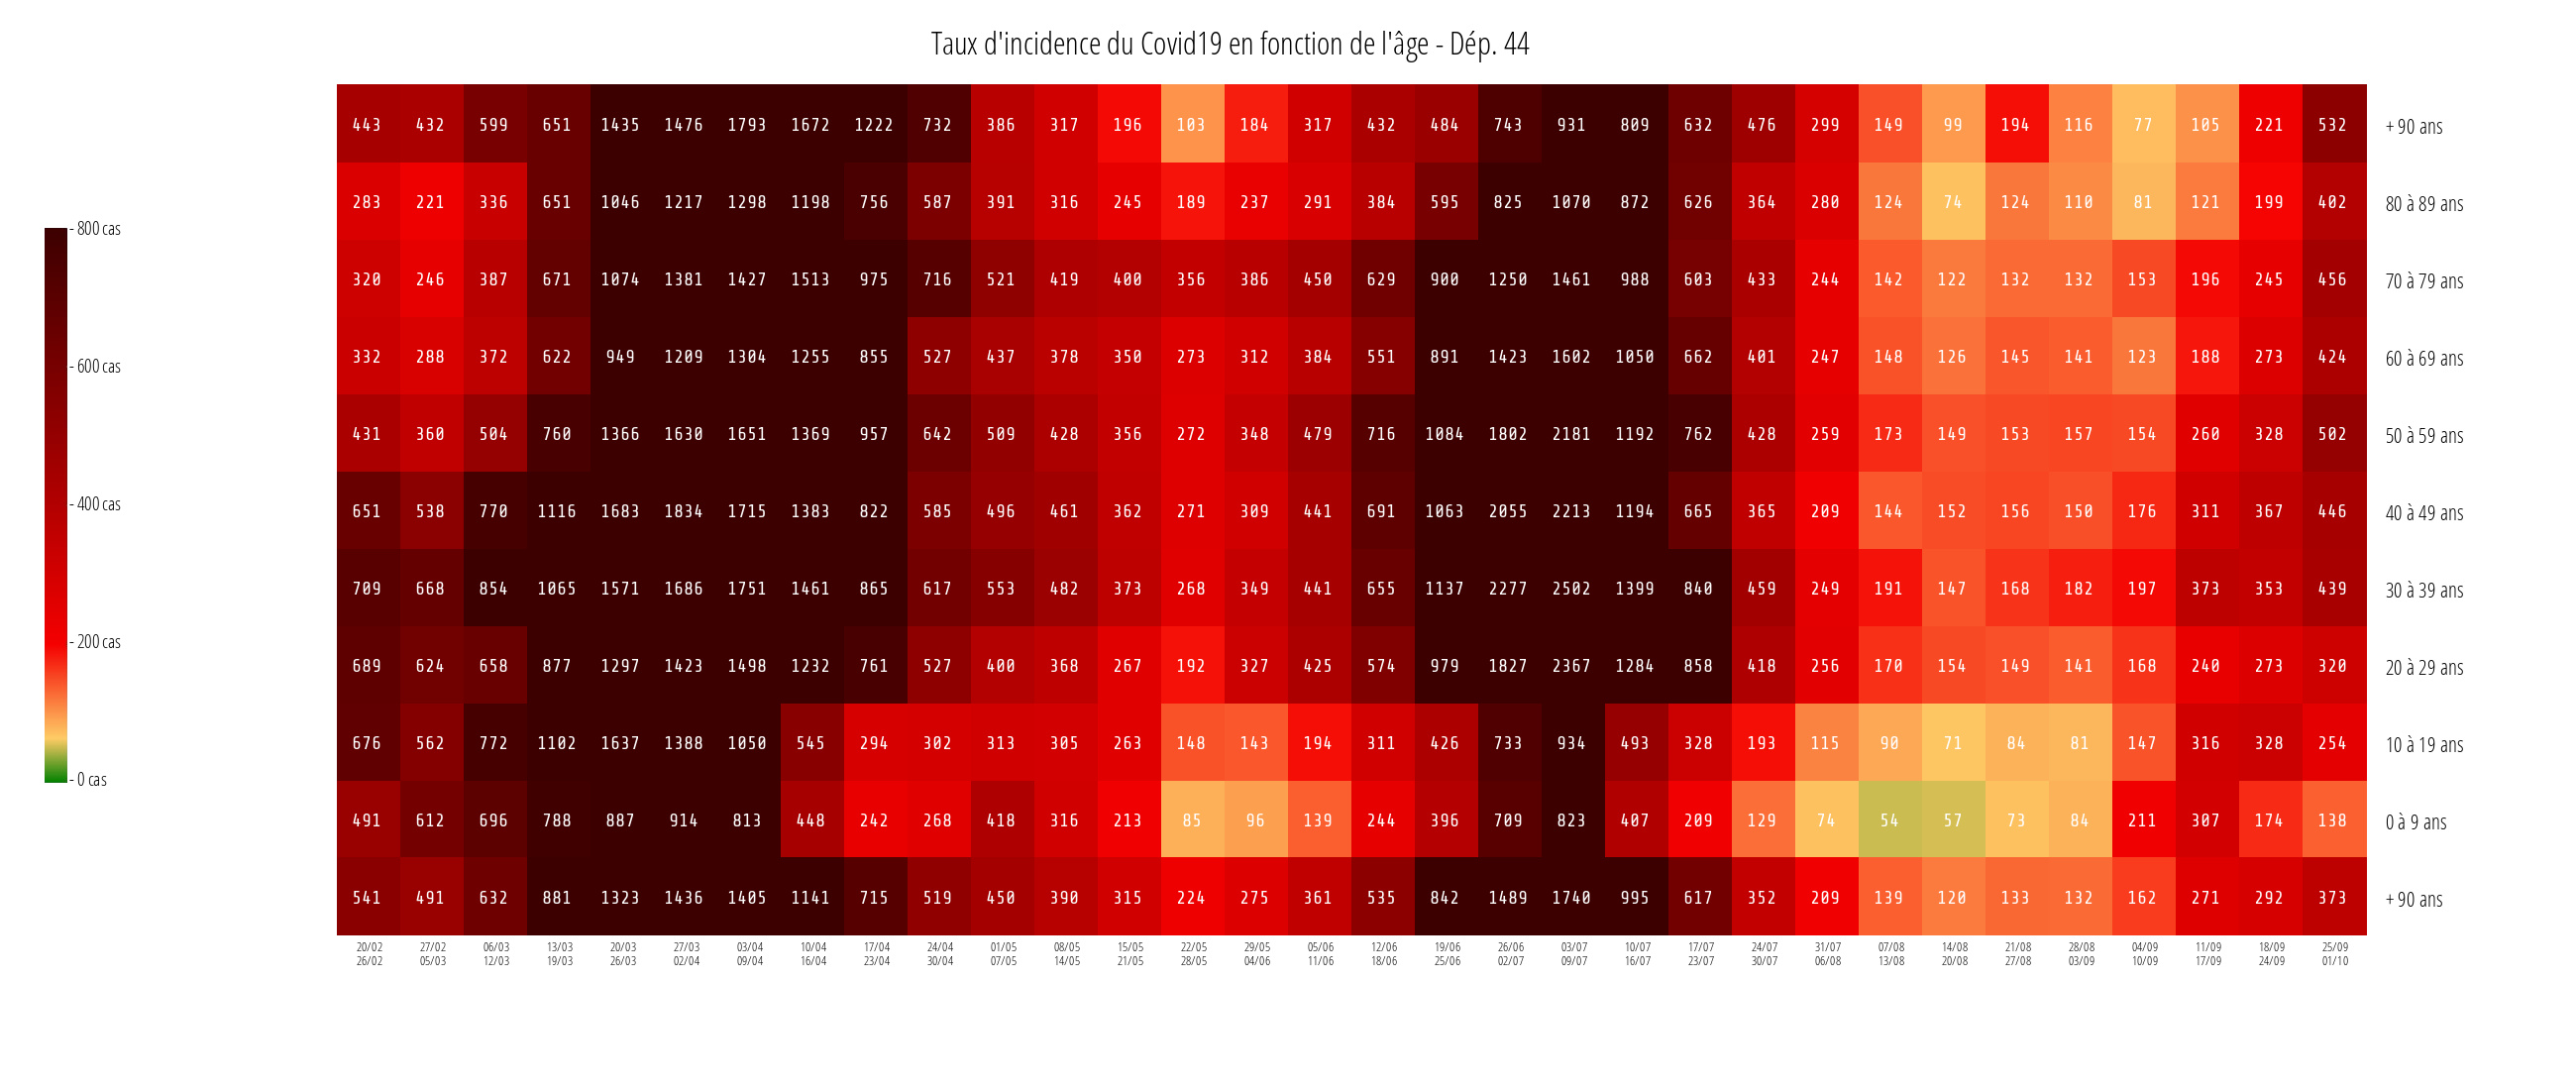 Taux d'incidence du Covid19 en fonction de l'âge - Dép. 44
- 800 cas
- 600 cas
- 400 cas
- 200 cas
- 0 cas
443 432 599 651 1435 1476 1793 1672 1222 732 386 317 196 103 184 317 432 484 743 931 809 632 476 299 149 99 194 116 77 105 221 532 + 90 ans
283 221 336 651 1046 1217 1298 1198 756 587 391 316 245 189 237 291 384 595 825 1070 872 626 364 280 124 74 124 110 81 121 199 402 80 à 89 ans
320 246 387 671 1074 1381 1427 1513 975 716 521 419 400 356 386 450 629 900 1250 1461 988 603 433 244 142 122 132 132 153 196 245 456 70 à 79 ans
332 288 372 622 949 1209 1304 1255 855 527 437 378 350 273 312 384 551 891 1423 1602 1050 662 401 247 148 126 145 141 123 188 273 424 60 à 69 ans
431 360 504 760 1366 1630 1651 1369 957 642 509 428 356 272 348 479 716 1084 1802 2181 1192 762 428 259 173 149 153 157 154 260 328 502 50 à 59 ans
651 538 770 1116 1683 1834 1715 1383 822 585 496 461 362 271 309 441 691 1063 2055 2213 1194 665 365 209 144 152 156 150 176 311 367 446 40 à 49 ans
709 668 854 1065 1571 1686 1751 1461 865 617 553 482 373 268 349 441 655 1137 2277 2502 1399 840 459 249 191 147 168 182 197 373 353 439 30 à 39 ans
689 624 658 877 1297 1423 1498 1232 761 527 400 368 267 192 327 425 574 979 1827 2367 1284 858 418 256 170 154 149 141 168 240 273 320 20 à 29 ans
676 562 772 1102 1637 1388 1050 545 294 302 313 305 263 148 143 194 311 426 733 934 493 328 193 115 90 71 84 81 147 316 328 254 10 à 19 ans
491 612 696 788 887 914 813 448 242 268 418 316 213 85 96 139 244 396 709 823 407 209 129 74 54 57 73 84 211 307 174 138 0 à 9 ans
541 491 632 881 1323 1436 1405 1141 715 519 450 390 315 224 275 361 535 842 1489 1740 995 617 352 209 139 120 133 132 162 271 292 373 + 90 ans
20/02 27/02 06/03 13/03 20/03 27/03 03/04 10/04 17/04 24/04 01/05 08/05 15/05 22/05 29/05 05/06 12/06 19/06 26/06 03/07 10/07 17/07 24/07 31/07 07/08 14/08 21/08 28/08 04/09 11/09 18/09 25/09
26/02 05/03 12/03 19/03 26/03 02/04 09/04 16/04 23/04 30/04 07/05 14/05 21/05 28/05 04/06 11/06 18/06 25/06 02/07 09/07 16/07 23/07 30/07 06/08 13/08 20/08 27/08 03/09 10/09 17/09 24/09 01/10